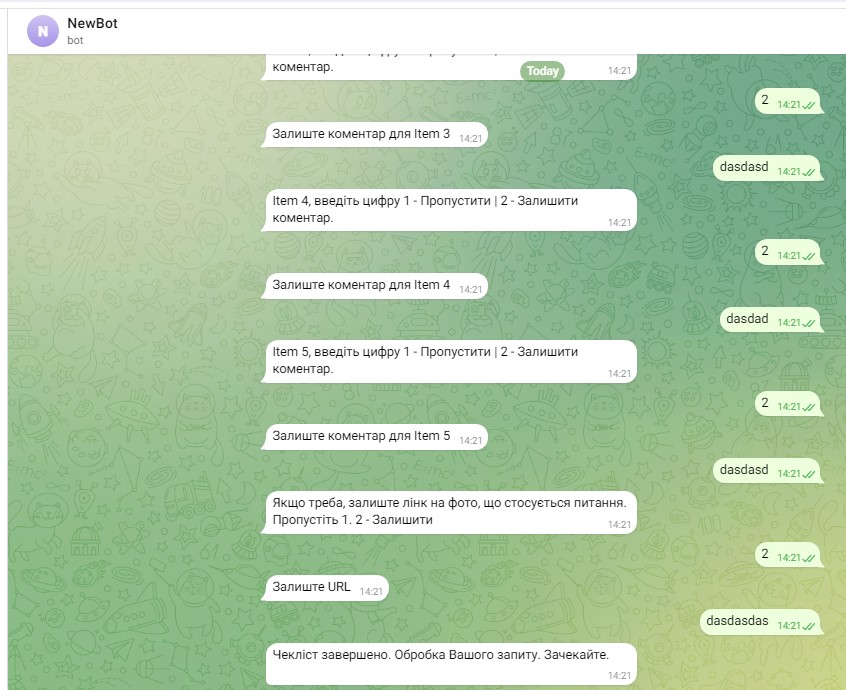 NewBot
bot
коментар.
14:21
Today
2 14:21
Залиште коментар для Item 3 14:21
dasdasd 14:21
Item 4, введіть цифру 1 - Пропустити | 2 - Залишити
коментар.
14:21
2 14:21
Залиште коментар для Item 4 14:21
dasdad 14:21
Item 5, введіть цифру 1 - Пропустити | 2 - Залишити
коментар.
14:21
2 14:21
Залиште коментар для Item 5 14:21
dasdasd 14:21
Якщо треба, залиште лінк на фото, що стосується питання.
Пропустіть 1. 2 - Залишити
14:21
2 14:21
Залиште URL 14:21
dasdasdas 14:21
Чекліст завершено. Обробка Вашого запиту. Зачекайте.
14:21